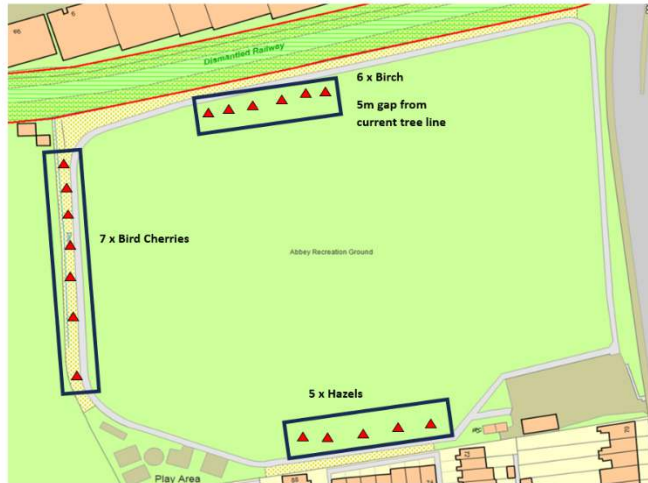 Dismantled Railway
6 x Birch
5m gap from
current tree line
7 x Bird Cherries
Abbey Recreation Ground
5 x Hazels
Play Area